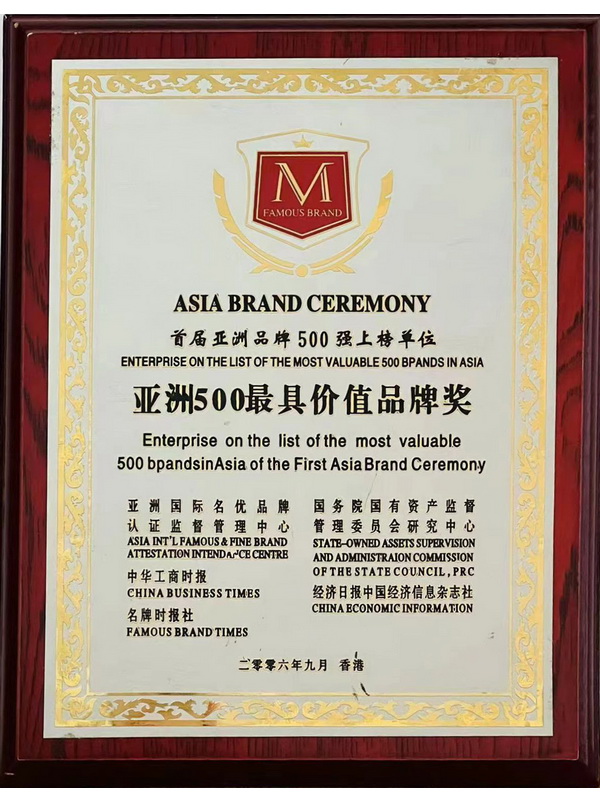 M
FAMOUS BRAND
ASIA BRAND CEREMONY
首届亚洲品牌500强上榜单位
ENTERPRISE ON THE LIST OF THE MOST VALUABLE 500 BPANDS IN ASIA
亚洲500最具价值品牌奖
Enterprise on the list of the most valuable
500 bpandsinAsia of the First Asia Brand Ceremony
亚洲国际名优品牌
认证监督管理中心
ASIA INT'L FAMOUS & FINE BRAND
ATTESTATION CENTRE
中华工商时报
CHINA BUSINESS TIMES
名牌时报社
FAMOUS BRAND TIMES
国务院国有资产监督
管理委员会研究中心
STATE-OWNED ASSETS SUPERVISION
AND ADMINISTRAION COMMISSION
OF THE STATE COUNCIL, PRC
经济日报中国经济信息杂志社
CHINA ECONOMIC INFORMATION
二零零六年九月 香港